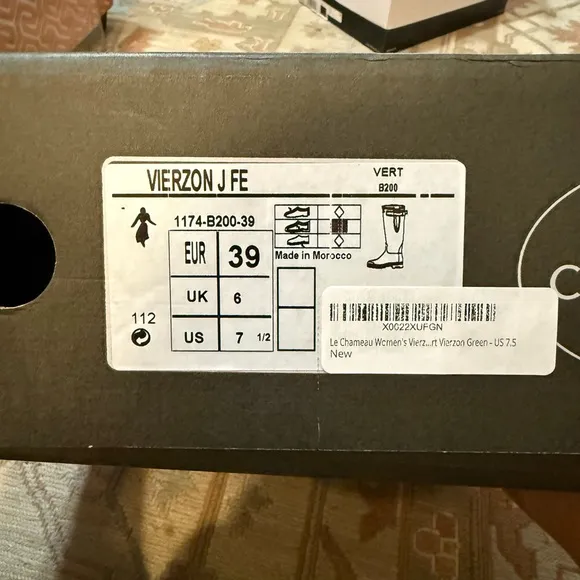 VIERZON J FE
VERT
B200
1174-B200-39
EUR 39
UK 6
US 7 1/2
Made in Morocco
112
X0022XUFGN
Le Chameau Women's Vierz...rt Vierzon Green - US 7.5
New